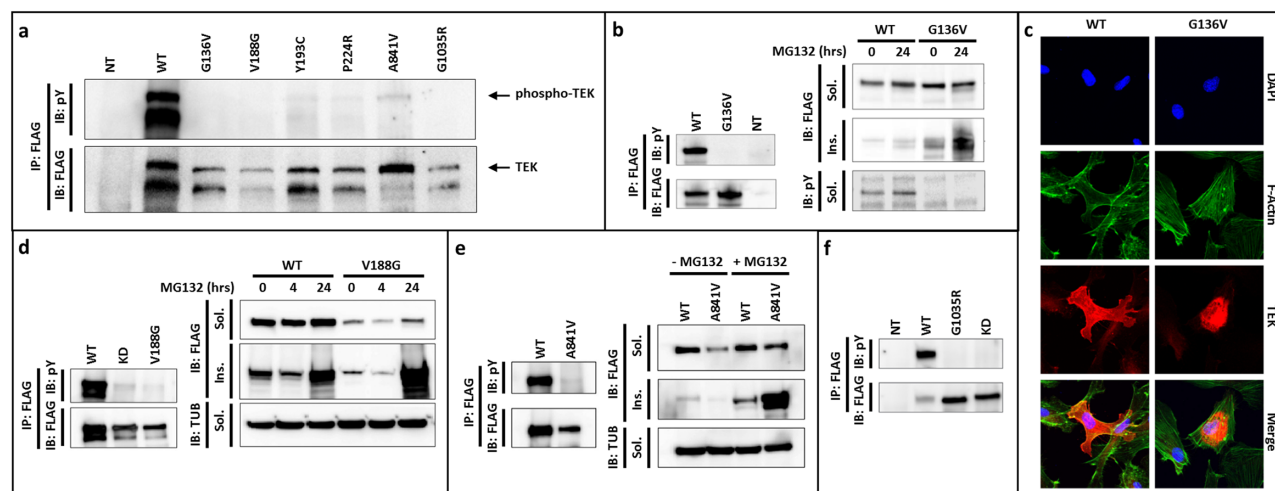 a
NT
WT
G136V
V188G
Y193C
P224R
A841V
G1035R
IP: FLAG
IB: pY
IB: FLAG
phospho-TEK
TEK
b
WT
G136V
NT
IP: FLAG
IB: pY
IB: FLAG
WT G136V
MG132 (hrs) 0 24 0 24
IB: FLAG
Sol.
Ins.
IB: pY
Sol.
c
WT G136V
DAPI
F-Actin
TEK
Merge
d
WT
KD
V188G
IP: FLAG
IB: pY
IB: FLAG
WT V188G
MG132 (hrs) 0 4 24 0 4 24
IB: FLAG
Sol.
Ins.
IB: TUB
Sol.
e
WT
A841V
IP: FLAG
IB: pY
IB: FLAG
- MG132 + MG132
WT
A841V
WT
A841V
IB: FLAG
Sol.
Ins.
IB: TUB
Sol.
f
NT
WT
G1035R
KD
IP: FLAG
IB: pY
IB: FLAG